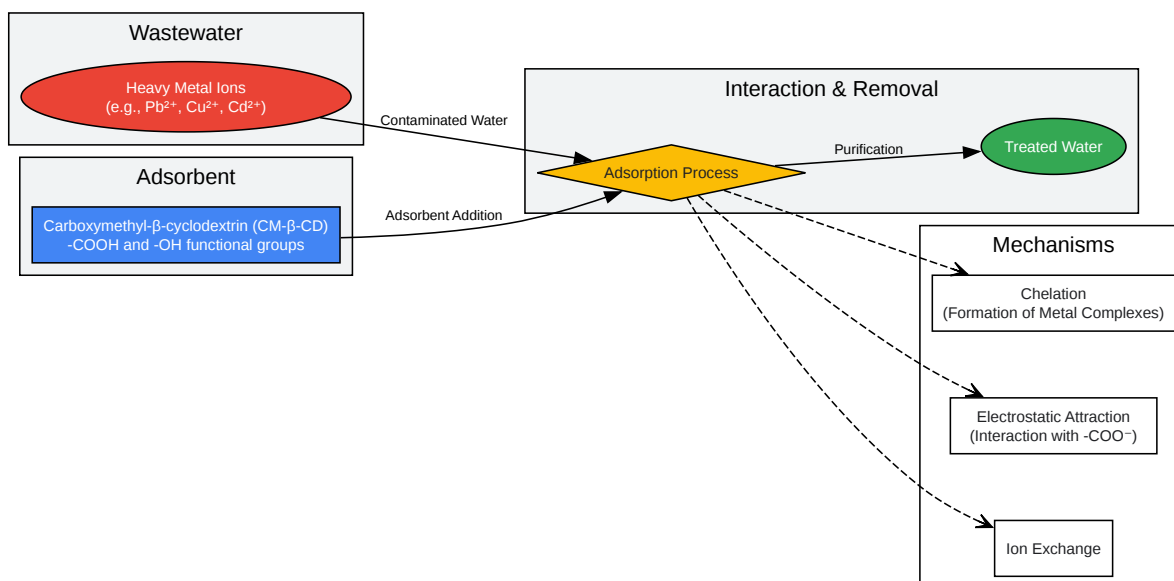 Wastewater
Heavy Metal Ions
(e.g., Pb²⁺, Cu²⁺, Cd²⁺)
Contaminated Water
Adsorbent
Carboxymethyl-β-cyclodextrin (CM-β-CD)
-COOH and -OH functional groups
Adsorbent Addition
Interaction & Removal
Adsorption Process
Purification
Treated Water
Mechanisms
Chelation
(Formation of Metal Complexes)
Electrostatic Attraction
(Interaction with -COO⁻)
Ion Exchange